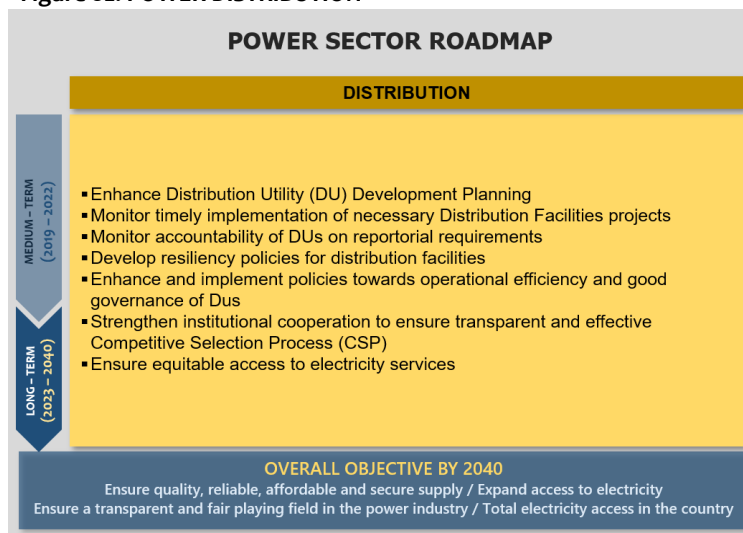 POWER SECTOR ROADMAP
DISTRIBUTION
MEDIUM – TERM
(2019 – 2022)
LONG – TERM
(2023 – 2040)
▪ Enhance Distribution Utility (DU) Development Planning
▪ Monitor timely implementation of necessary Distribution Facilities projects
▪ Monitor accountability of DUs on reportorial requirements
▪ Develop resiliency policies for distribution facilities
▪ Enhance and implement policies towards operational efficiency and good
governance of Dus
▪ Strengthen institutional cooperation to ensure transparent and effective
Competitive Selection Process (CSP)
▪ Ensure equitable access to electricity services
OVERALL OBJECTIVE BY 2040
Ensure quality, reliable, affordable and secure supply / Expand access to electricity
Ensure a transparent and fair playing field in the power industry / Total electricity access in the country